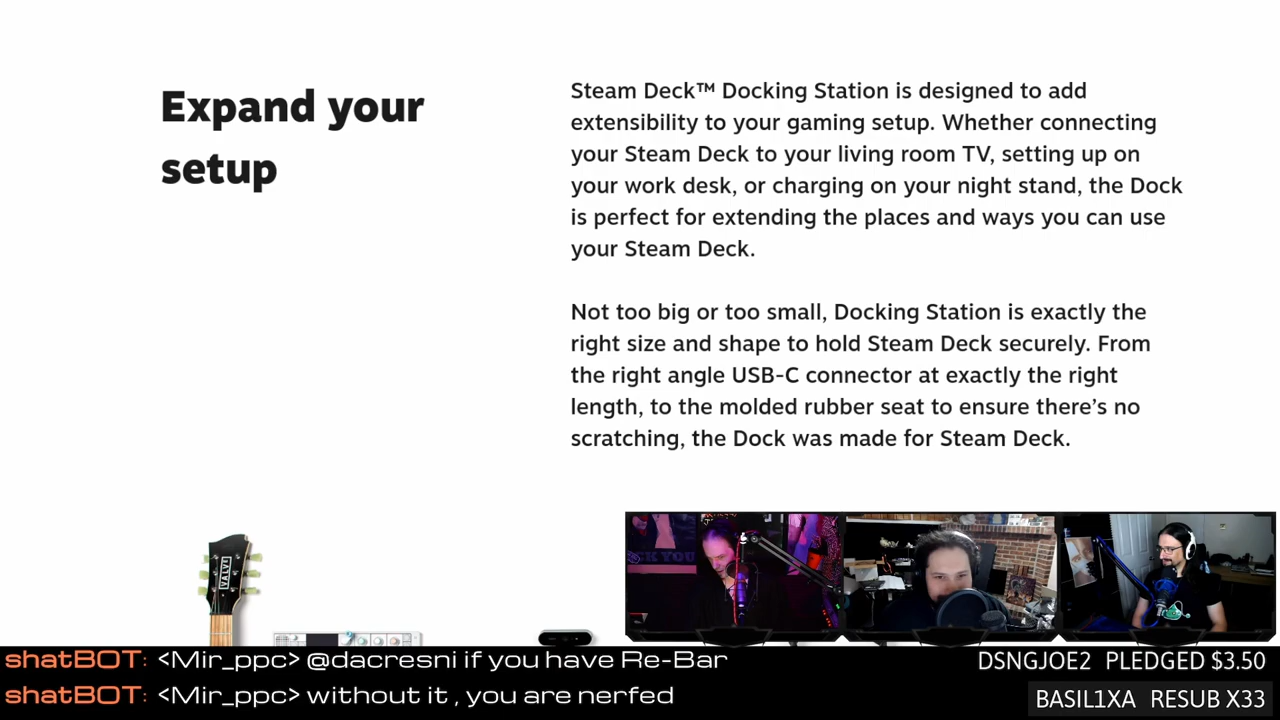 Expand your
setup
Steam Deck™ Docking Station is designed to add
extensibility to your gaming setup. Whether connecting
your Steam Deck to your living room TV, setting up on
your work desk, or charging on your night stand, the Dock
is perfect for extending the places and ways you can use
your Steam Deck.
Not too big or too small, Docking Station is exactly the
right size and shape to hold Steam Deck securely. From
the right angle USB-C connector at exactly the right
length, to the molded rubber seat to ensure there’s no
scratching, the Dock was made for Steam Deck.
VALVE
shatBOT: <Mir_ppc> @dacresni if you have Re-Bar
shatBOT: <Mir_ppc> without it , you are nerfed
DSNGJOE2 PLEDGED $3.50
BASIL1XA RESUB X33